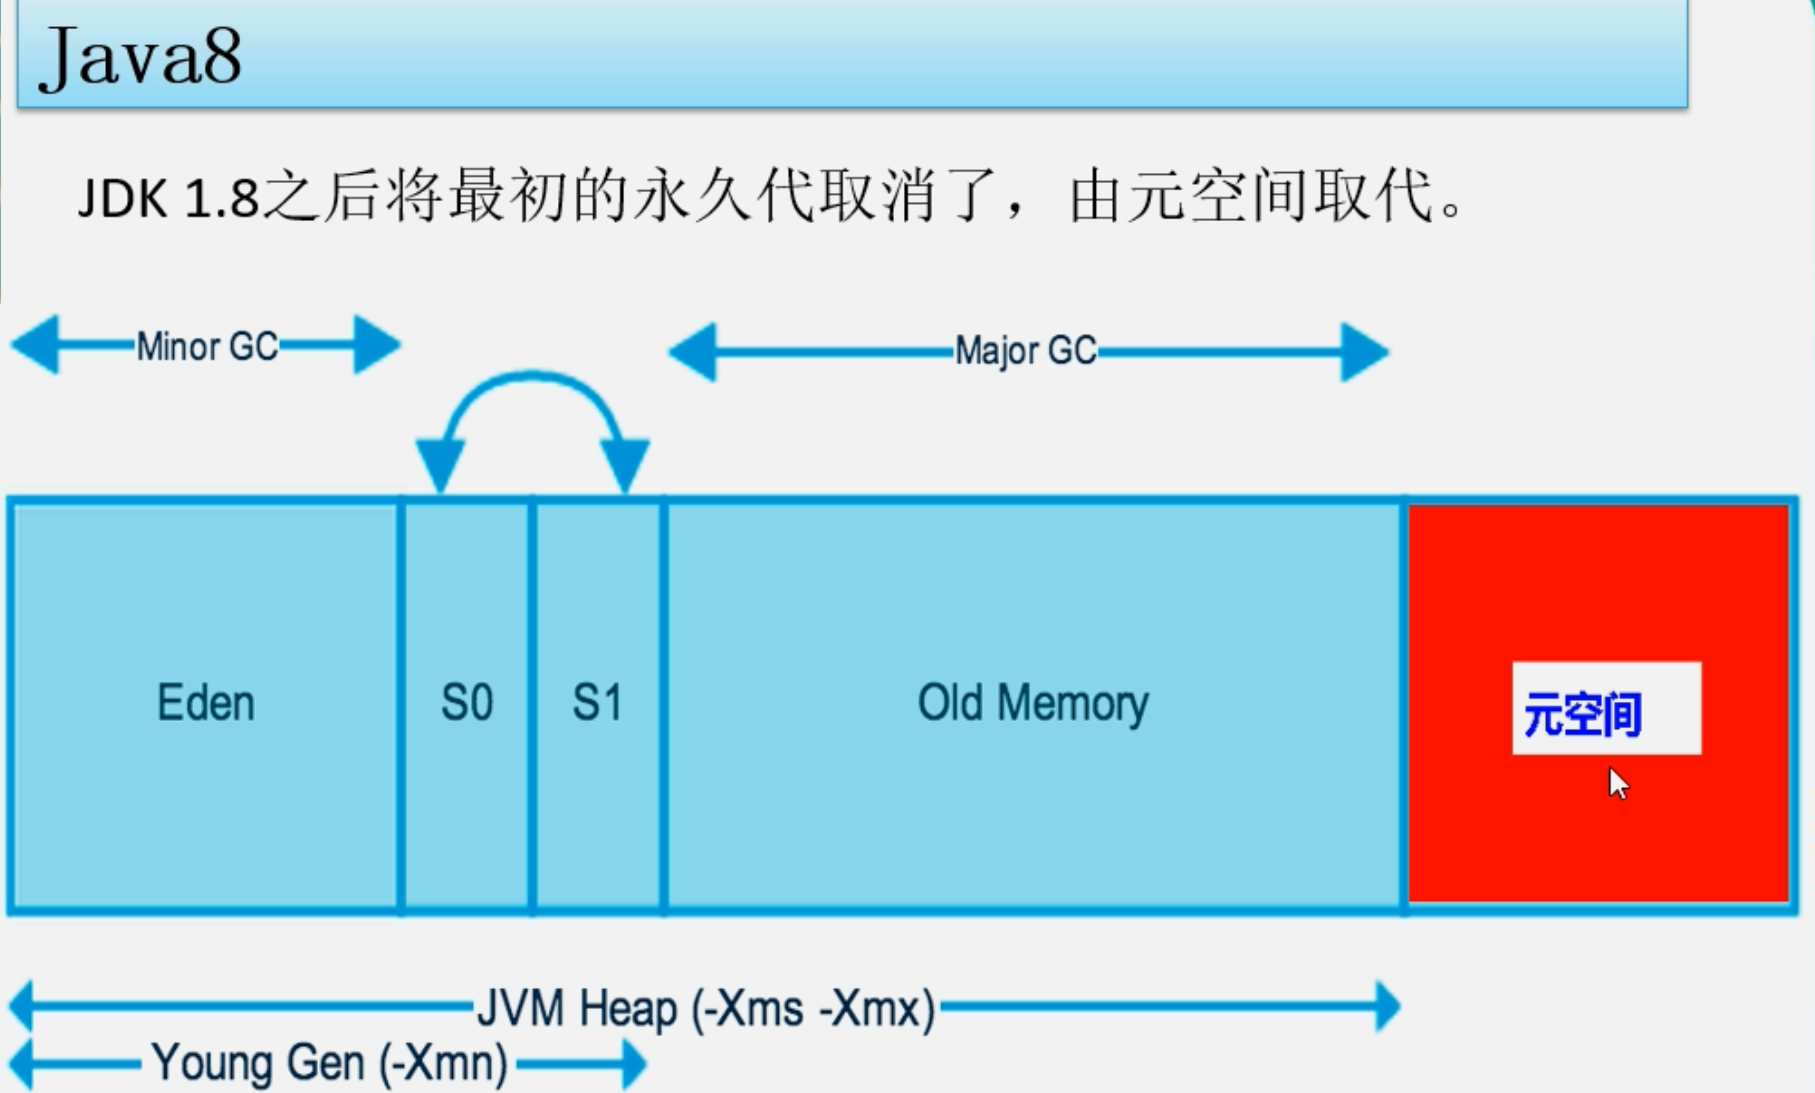 Java8
JDK 1.8之后将最初的永久代取消了，由元空间取代。
Minor GC
Major GC
Eden
S0
S1
Old Memory
元空间
JVM Heap (-Xms -Xmx)
Young Gen (-Xmn)